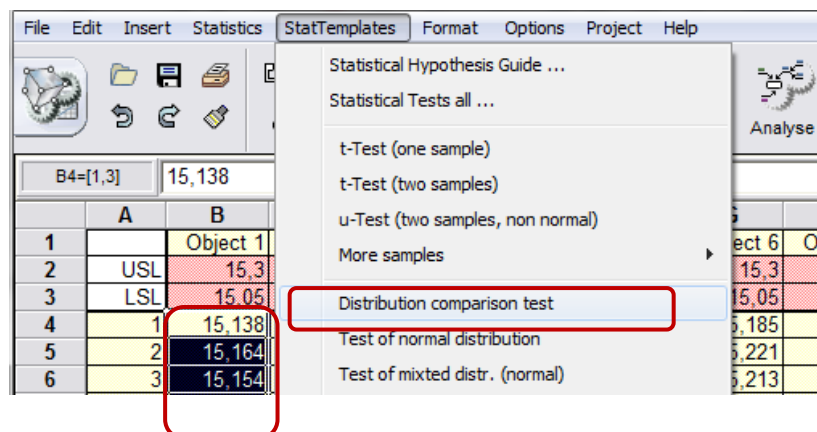 File Edit Insert Statistics StatTemplates Format Options Project Help
Statistical Hypothesis Guide ...
Statistical Tests all ...
t-Test (one sample)
t-Test (two samples)
u-Test (two samples, non normal)
More samples
Distribution comparison test
Test of normal distribution
Test of mixted distr. (normal)
Analyse
B4=[1,3] 15,138
A B
1 Object 1 ect 6
2 USL 15,3 15,3
3 LSL 15,05 15,05
4 1 15,138 5,185
5 2 15,164 5,221
6 3 15,154 5,213